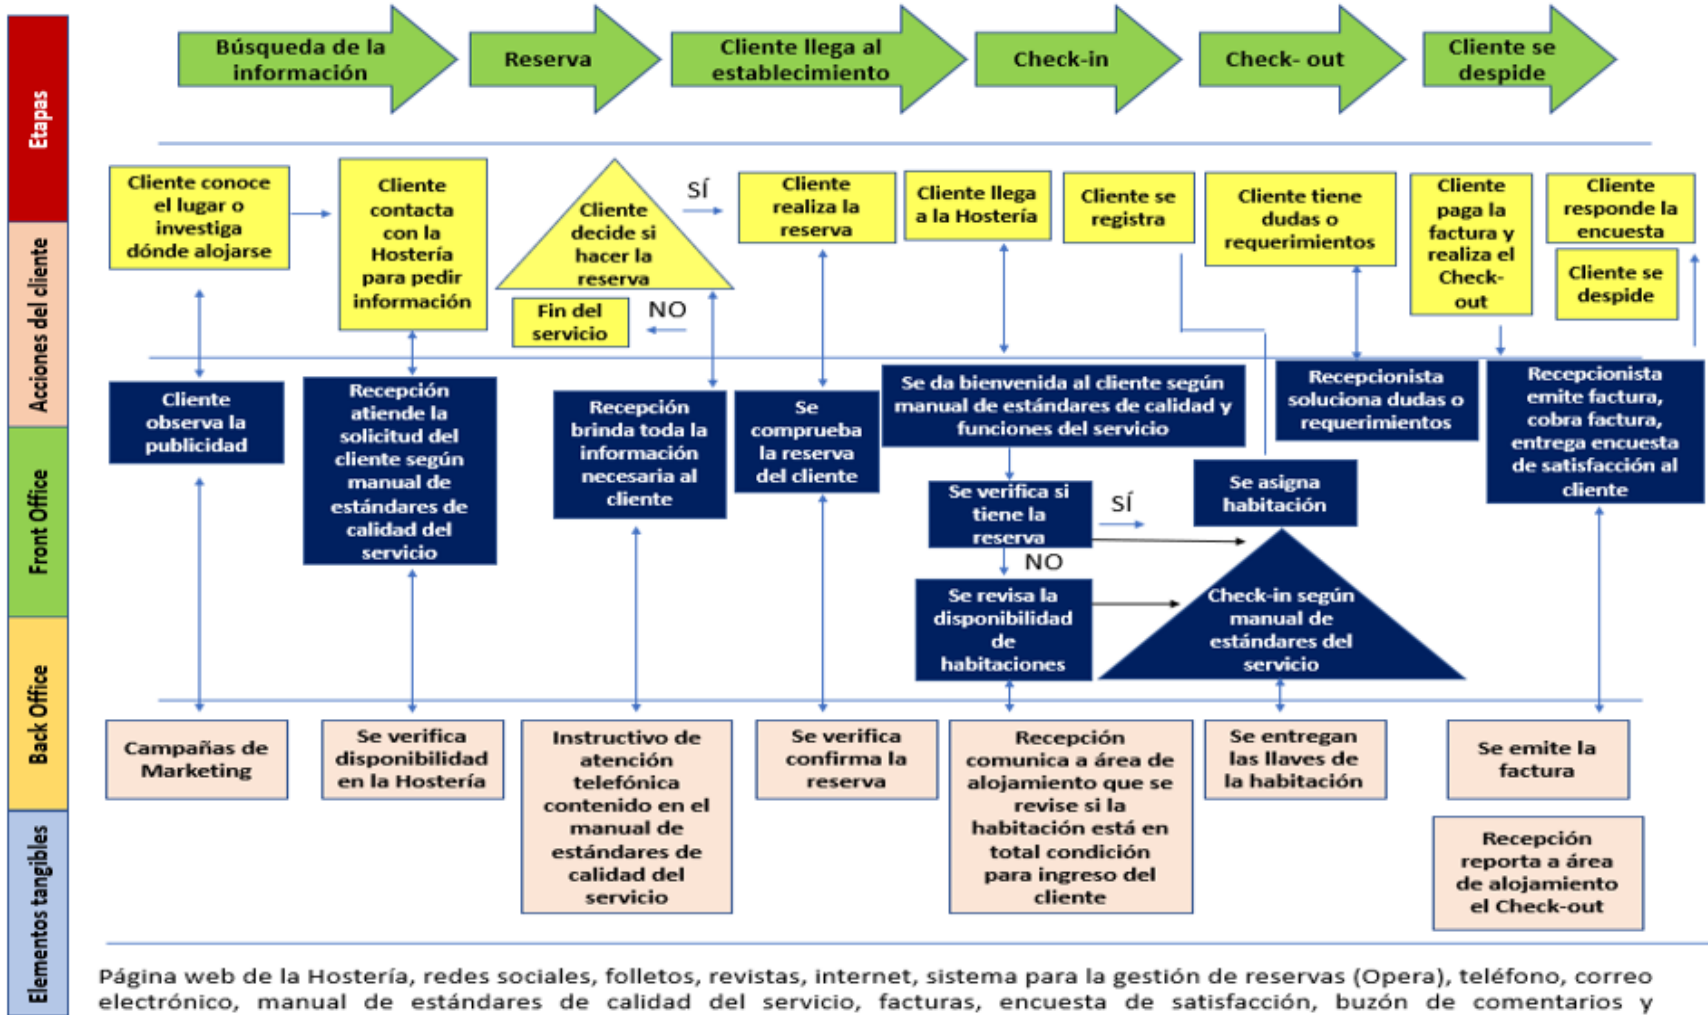 Etapas
Búsqueda de la
información
Reserva
Cliente llega al
establecimiento
Check-in
Check- out
Cliente se
despide
Acciones del cliente
Cliente conoce
el lugar o
investiga
dónde alojarse
Cliente
contacta
con la
Hostería
para pedir
información
Cliente
decide si
hacer la
reserva
SÍ
NO
Fin del
servicio
Cliente
realiza la
reserva
Cliente llega
a la Hostería
Cliente se
registra
Cliente tiene
dudas o
requerimientos
Cliente
paga la
factura y
realiza el
Check-
out
Cliente
responde la
encuesta
Cliente se
despide
Front Office
Cliente
observa la
publicidad
Recepción
atiende la
solicitud del
cliente según
manual de
estándares de
calidad del
servicio
Recepción
brinda toda la
información
necesaria al
cliente
Se
comprueba
la reserva
del cliente
Se da bienvenida al cliente según
manual de estándares de calidad y
funciones del servicio
Se verifica si
tiene la
reserva
SÍ
NO
Se revisa la
disponibilidad
de
habitaciones
Se asigna
habitación
Check-in según
manual de
estándares del
servicio
Recepcionista
soluciona dudas o
requerimientos
Recepcionista
emite factura,
cobra factura,
entrega encuesta
de satisfacción al
cliente
Back Office
Campañas de
Marketing
Se verifica
disponibilidad
en la Hostería
Instructivo de
atención
telefónica
contenido en el
manual de
estándares de
calidad del
servicio
Se verifica
confirma la
reserva
Recepción
comunica a área de
alojamiento que se
revise si la
habitación está en
total condición
para ingreso del
cliente
Se entregan
las llaves de
la habitación
Se emite la
factura
Recepción
reporta a área
de alojamiento
el Check-out
Elementos tangibles
Página web de la Hostería, redes sociales, folletos, revistas, internet, sistema para la gestión de reservas (Opera), teléfono, correo
electrónico, manual de estándares de calidad del servicio, facturas, encuesta de satisfacción, buzón de comentarios y